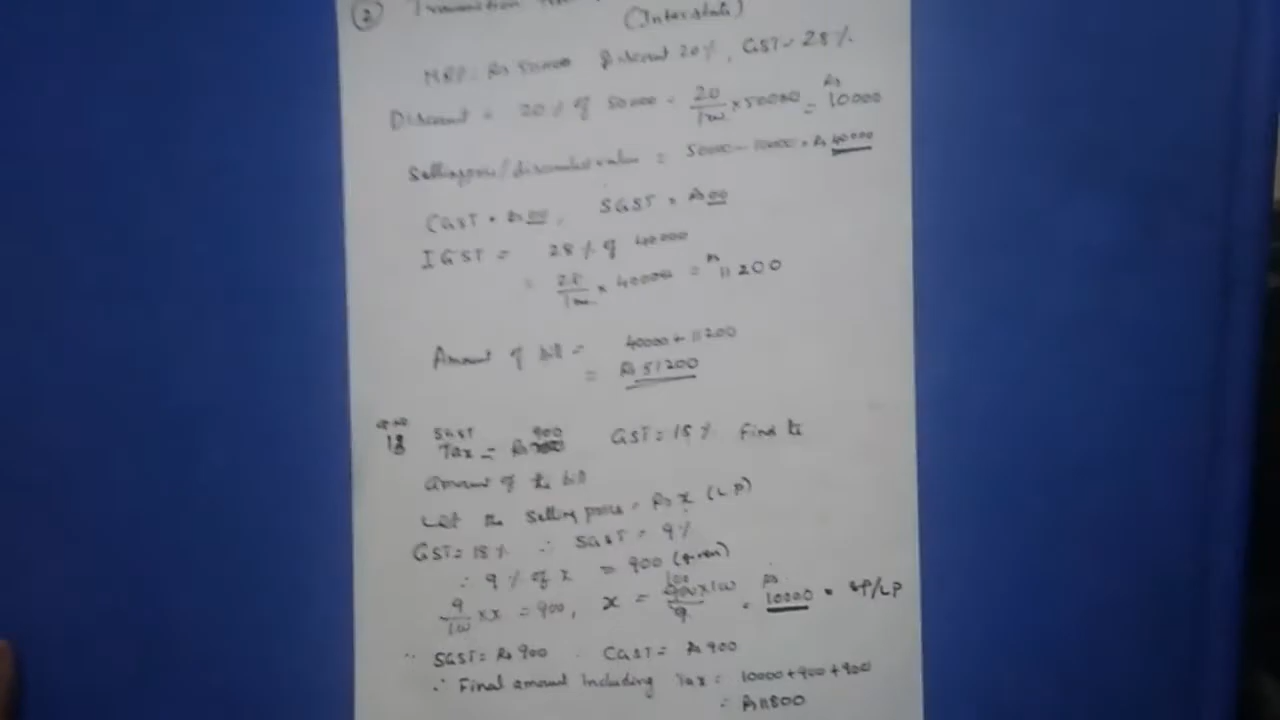 (2) Transaction
(Interstate)
MRP = Rs 50000 Discount 20%, GST = 28%
Discount = 20% of 50000 = 20/100 × 50000 = Rs 10000
Selling price / discounted value = 50000 - 10000 = Rs 40000
CGST = Rs 00, SGST = Rs 00
IGST = 28% of 40000
= 28/100 × 40000 = Rs 11200
Amount of bill = 40000 + 11200
= Rs 51200
Q.NO 18 SGST Tax = Rs 900 GST = 18% Find the
amount of the bill
Let the selling price = Rs x (LP)
GST = 18% ∴ SGST = 9%
∴ 9% of x = 900 (given)
9/100 × x = 900, x = 900 × 100 / 9 = Rs 10000 = SP/LP
∴ SGST = Rs 900 CGST = Rs 900
∴ Final amount including Tax = 10000 + 900 + 900
= Rs 11800